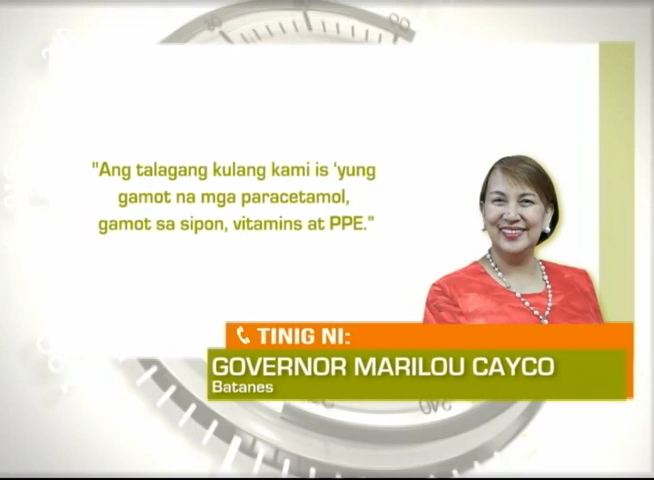 "Ang talagang kulang kami is 'yung
gamot na mga paracetamol,
gamot sa sipon, vitamins at PPE."
TINIG NI:
GOVERNOR MARILOU CAYCO
Batanes